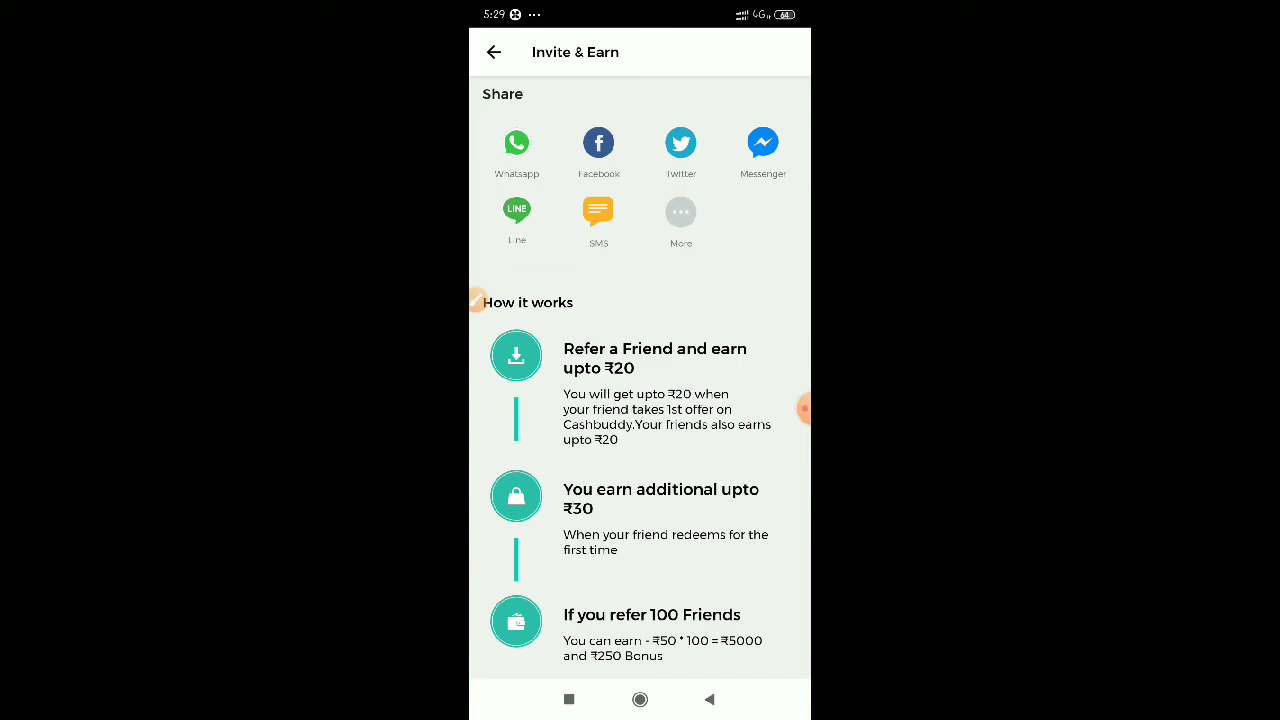 5:29
4G
64
Invite & Earn
Share
Whatsapp
Facebook
Twitter
Messenger
LINE
Line
SMS
More
How it works
Refer a Friend and earn
upto ₹20
You will get upto ₹20 when
your friend takes 1st offer on
Cashbuddy.Your friends also earns
upto ₹20
You earn additional upto
₹30
When your friend redeems for the
first time
If you refer 100 Friends
You can earn - ₹50 * 100 = ₹5000
and ₹250 Bonus